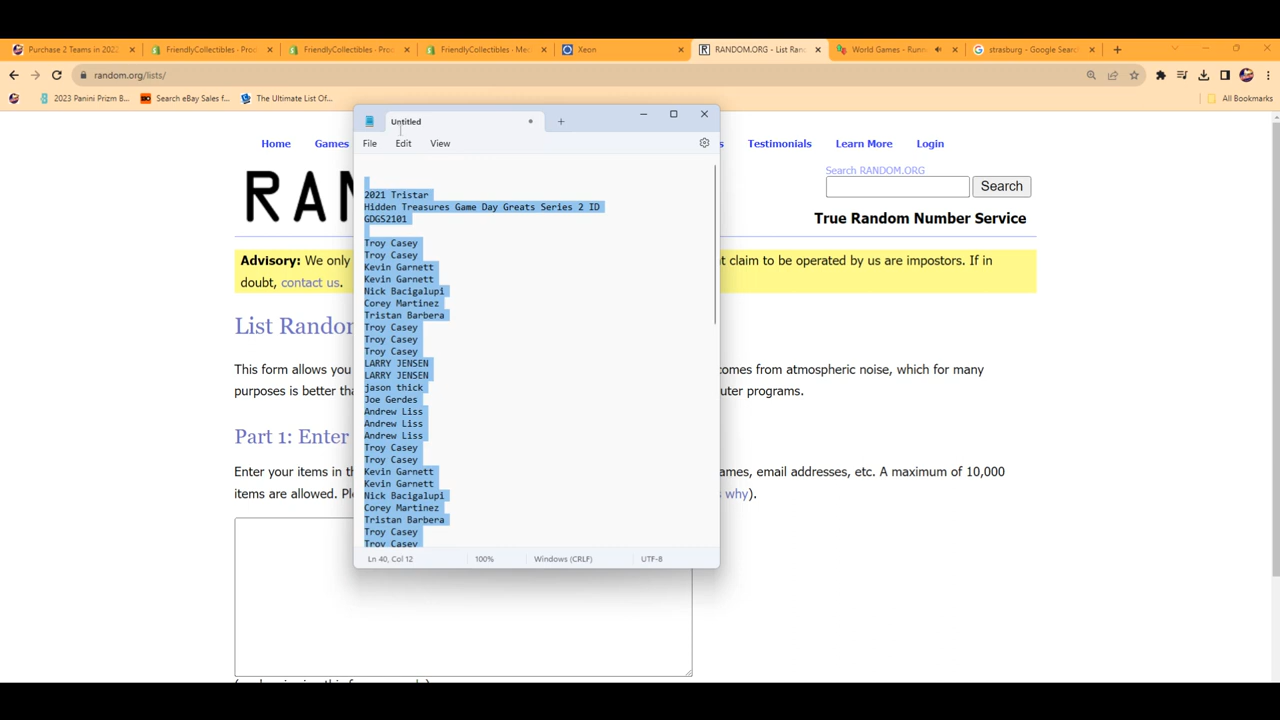 Purchase 2 Teams in 202
FriendlyCollectibles · Prod
FriendlyCollectibles · Prod
FriendlyCollectibles · Med
Xeon
RANDOM.ORG - List Ran
World Games - Runn
strasburg - Google Searc
random.org/lists/
2023 Panini Prizm B...
Search eBay Sales f...
The Ultimate List Of...
All Bookmarks
Home
Games
s
Testimonials
Learn More
Login
RAN
Search RANDOM.ORG
Search
True Random Number Service
Advisory: We only
t claim to be operated by us are impostors. If in
doubt, contact us.
List Random
This form allows you
comes from atmospheric noise, which for many
purposes is better tha
uter programs.
Part 1: Enter
Enter your items in th
ames, email addresses, etc. A maximum of 10,000
items are allowed. Pl
s why).
Untitled
File
Edit
View
2021 Tristar
Hidden Treasures Game Day Greats Series 2 ID
GDGS2101
Troy Casey
Troy Casey
Kevin Garnett
Kevin Garnett
Nick Bacigalupi
Corey Martinez
Tristan Barbera
Troy Casey
Troy Casey
Troy Casey
LARRY JENSEN
LARRY JENSEN
jason thick
Joe Gerdes
Andrew Liss
Andrew Liss
Andrew Liss
Troy Casey
Troy Casey
Kevin Garnett
Kevin Garnett
Nick Bacigalupi
Corey Martinez
Tristan Barbera
Troy Casey
Troy Casey
Ln 40, Col 12
100%
Windows (CRLF)
UTF-8